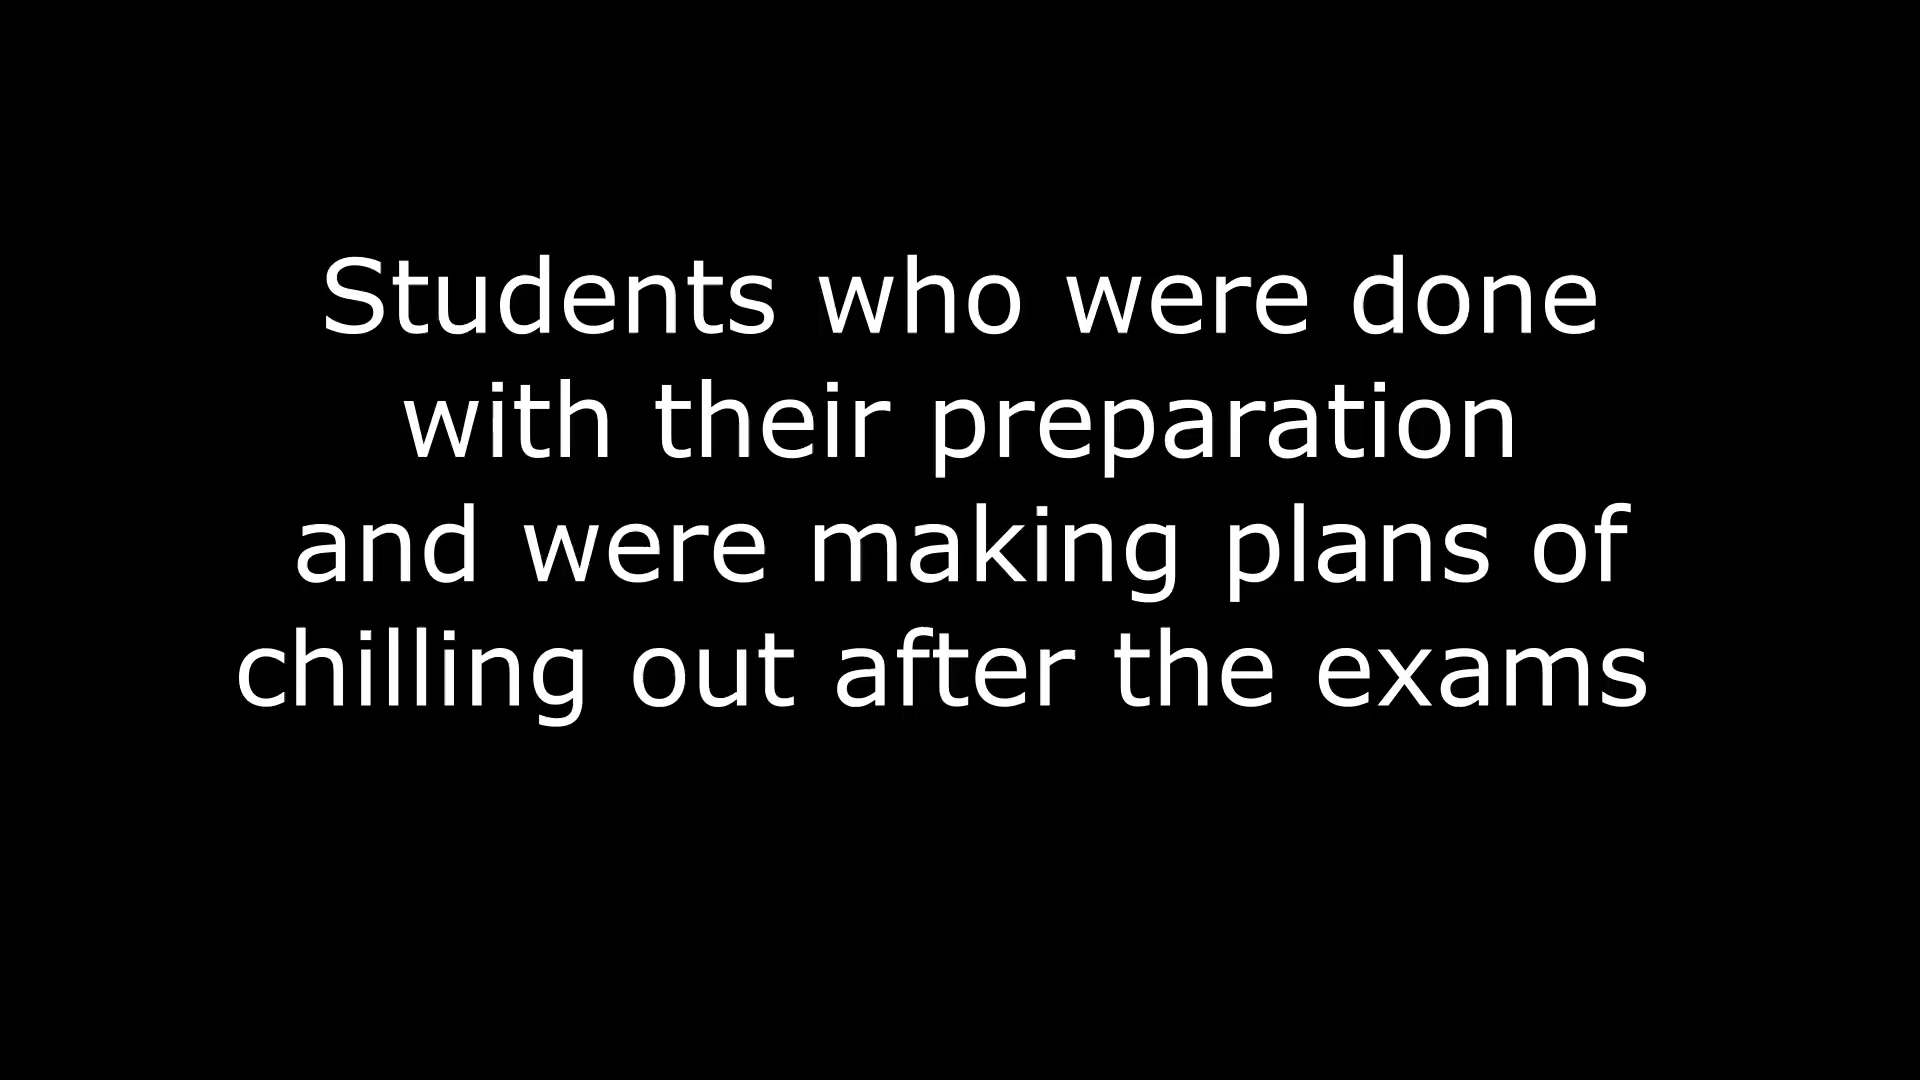 Students who were done
with their preparation
and were making plans of
chilling out after the exams